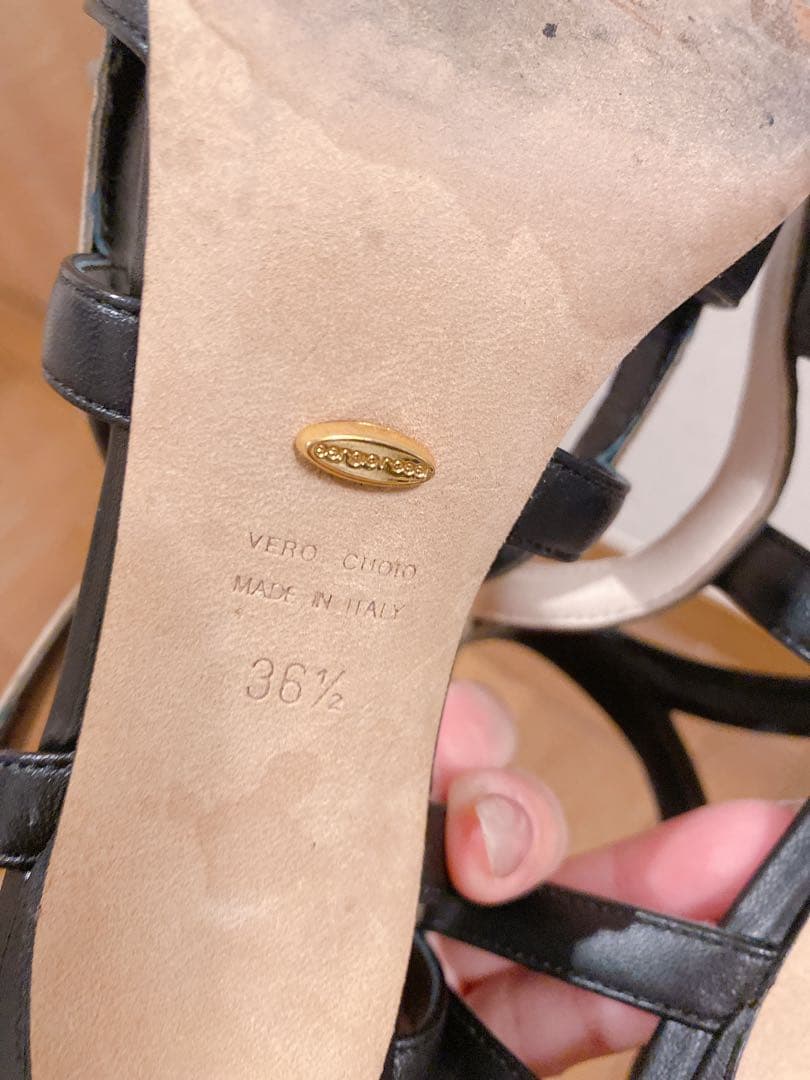 sergio rossi
VERO CUOIO
MADE IN ITALY
36½